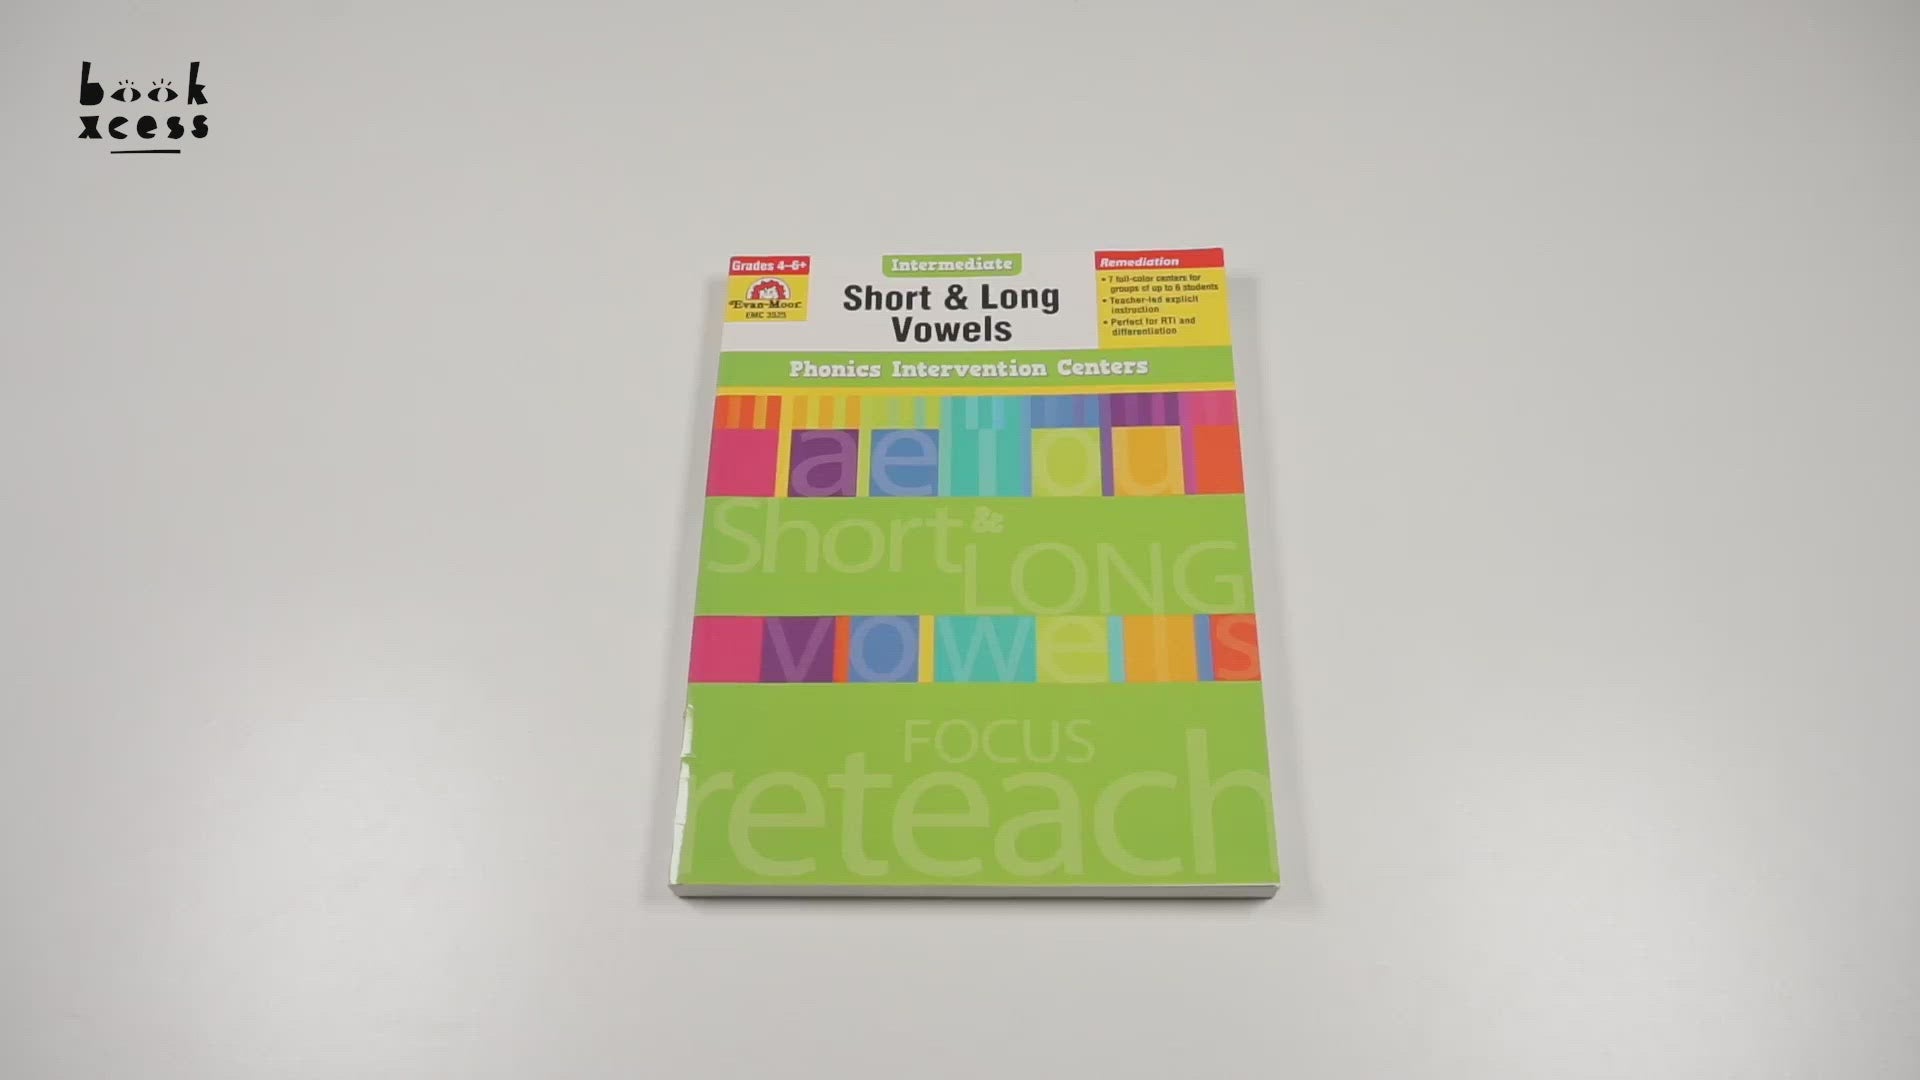 book
xcess
Grades 4–6+
Evan-Moor
EMC 3525
Intermediate
Short & Long
Vowels
Remediation
• 7 full-color centers for
groups of up to 6 students
• Teacher-led explicit
instruction
• Perfect for RTI and
differentiation
Phonics Intervention Centers
aeiou
Short &
LONG
vowels
FOCUS
reteach